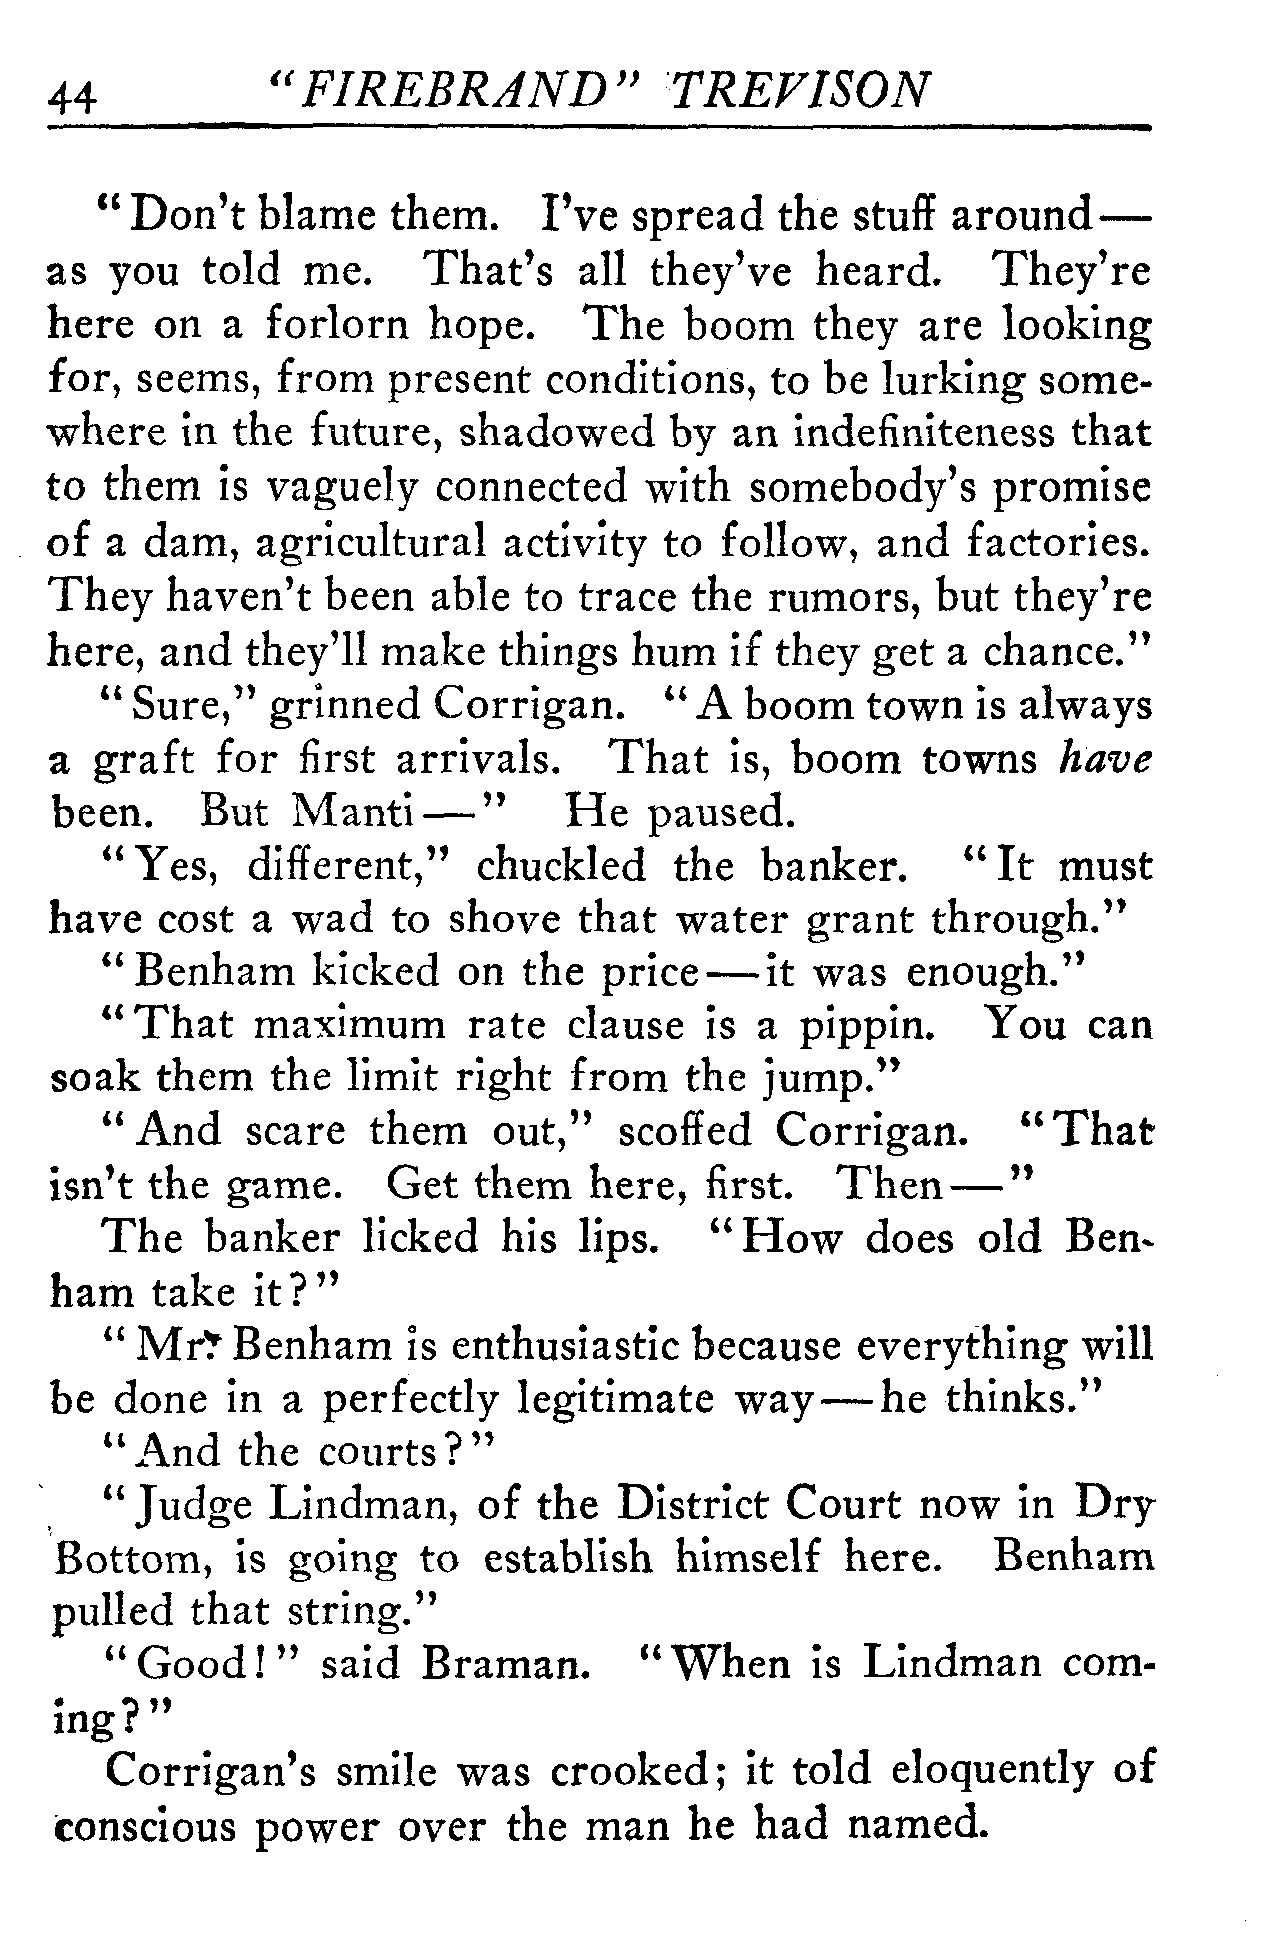 44 "FIREBRAND" TREVISON
"Don't blame them. I've spread the stuff around—
as you told me. That's all they've heard. They're
here on a forlorn hope. The boom they are looking
for, seems, from present conditions, to be lurking some-
where in the future, shadowed by an indefiniteness that
to them is vaguely connected with somebody's promise
of a dam, agricultural activity to follow, and factories.
They haven't been able to trace the rumors, but they're
here, and they'll make things hum if they get a chance."
"Sure," grinned Corrigan. "A boom town is always
a graft for first arrivals. That is, boom towns have
been. But Manti—" He paused.
"Yes, different," chuckled the banker. "It must
have cost a wad to shove that water grant through."
"Benham kicked on the price—it was enough."
"That maximum rate clause is a pippin. You can
soak them the limit right from the jump."
"And scare them out," scoffed Corrigan. "That
isn't the game. Get them here, first. Then—"
The banker licked his lips. "How does old Ben-
ham take it?"
"Mr. Benham is enthusiastic because everything will
be done in a perfectly legitimate way—he thinks."
"And the courts?"
"Judge Lindman, of the District Court now in Dry
Bottom, is going to establish himself here. Benham
pulled that string."
"Good!" said Braman. "When is Lindman com-
ing?"
Corrigan's smile was crooked; it told eloquently of
conscious power over the man he had named.